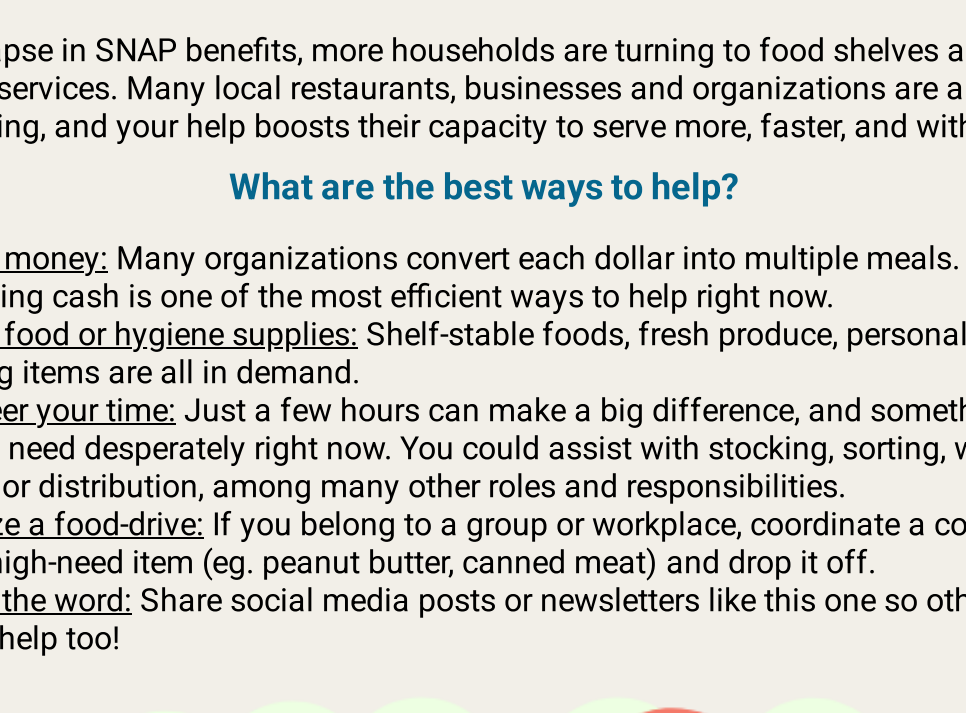 apse in SNAP benefits, more households are turning to food shelves a
services. Many local restaurants, businesses and organizations are a
ing, and your help boosts their capacity to serve more, faster, and with
What are the best ways to help?
money: Many organizations convert each dollar into multiple meals.
ing cash is one of the most efficient ways to help right now.
food or hygiene supplies: Shelf-stable foods, fresh produce, personal
g items are all in demand.
eer your time: Just a few hours can make a big difference, and someth
need desperately right now. You could assist with stocking, sorting, w
or distribution, among many other roles and responsibilities.
ze a food-drive: If you belong to a group or workplace, coordinate a co
high-need item (eg. peanut butter, canned meat) and drop it off.
the word: Share social media posts or newsletters like this one so oth
help too!